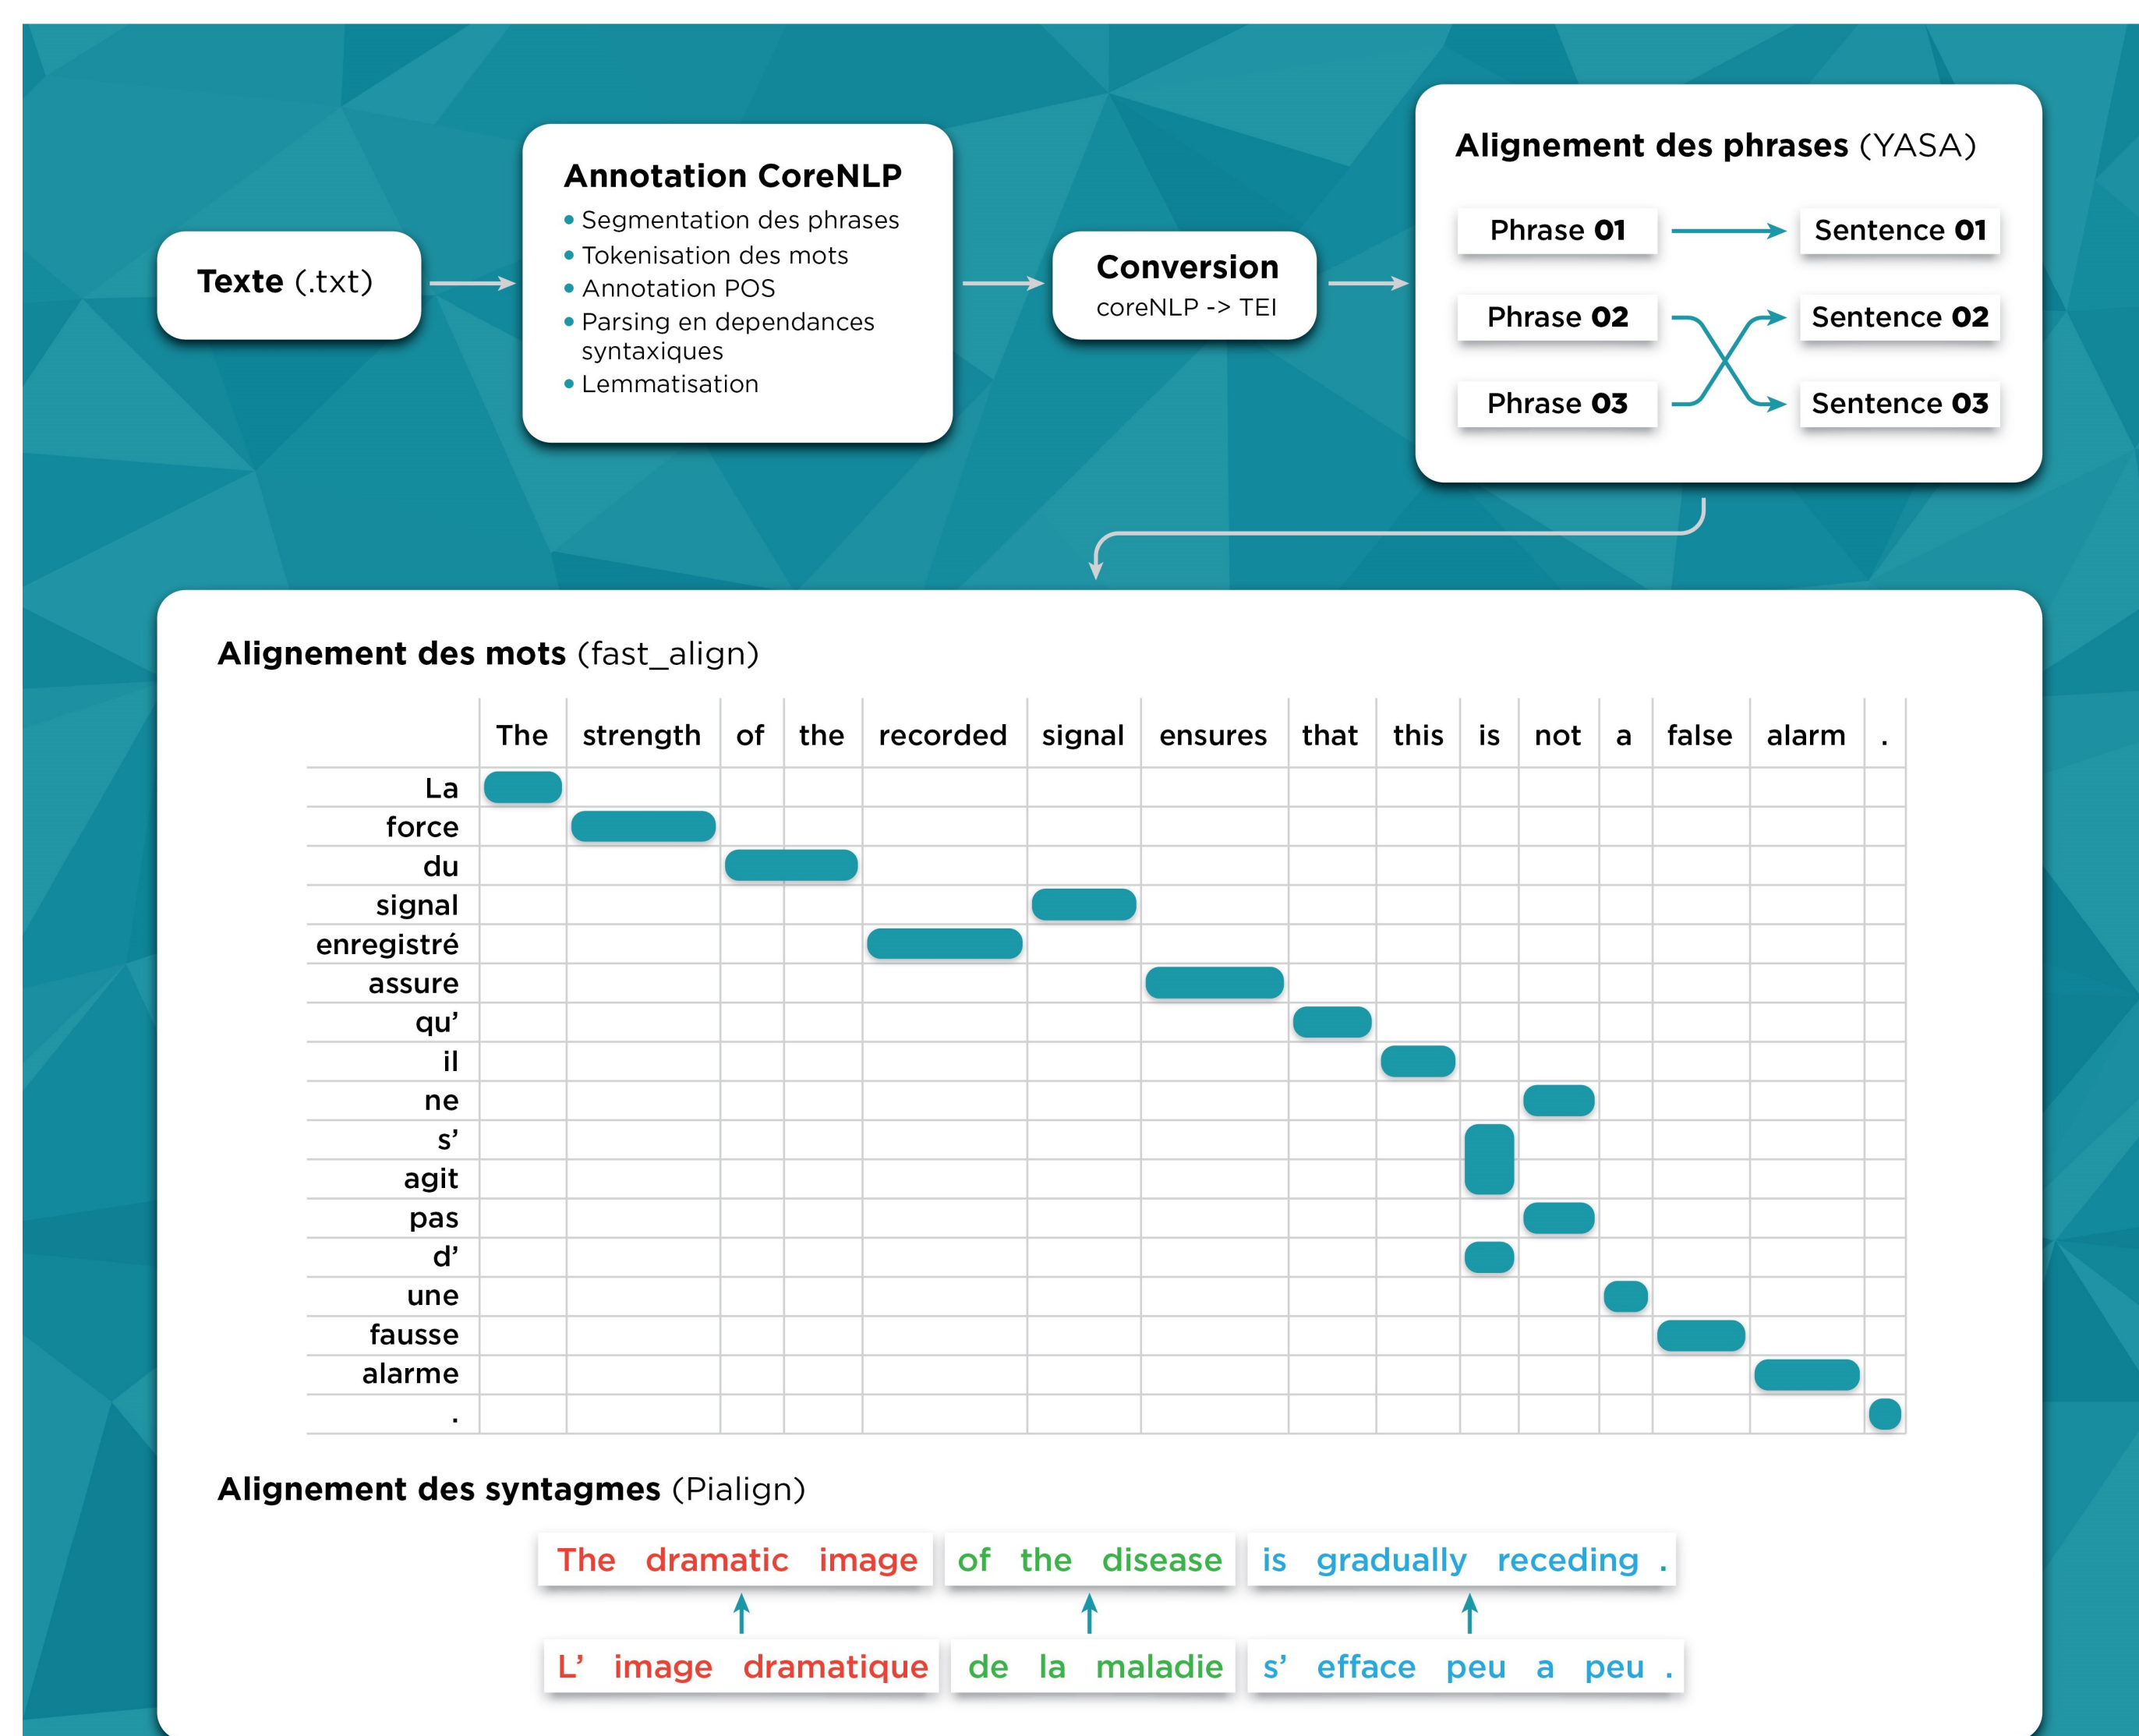 Texte (.txt)
Annotation CoreNLP
• Segmentation des phrases
• Tokenisation des mots
• Annotation POS
• Parsing en dependances
syntaxiques
• Lemmatisation
Conversion
coreNLP -> TEI
Alignement des phrases (YASA)
Phrase 01 Sentence 01
Phrase 02 Sentence 02
Phrase 03 Sentence 03
Alignement des mots (fast_align)
The strength of the recorded signal ensures that this is not a false alarm .
La
force
du
signal
enregistré
assure
qu’
il
ne
s’
agit
pas
d’
une
fausse
alarme
.
Alignement des syntagmes (Pialign)
The dramatic image of the disease is gradually receding .
L’ image dramatique de la maladie s’ efface peu a peu .